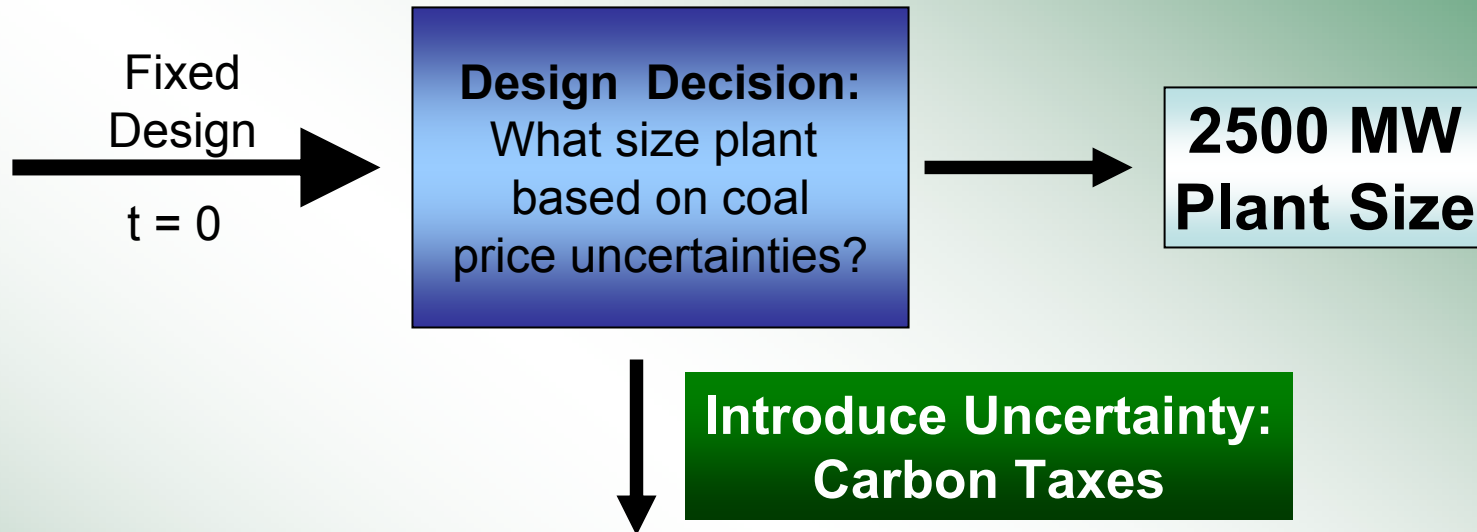 Fixed
Design
t = 0
Design Decision:
What size plant
based on coal
price uncertainties?
2500 MW
Plant Size
Introduce Uncertainty:
Carbon Taxes